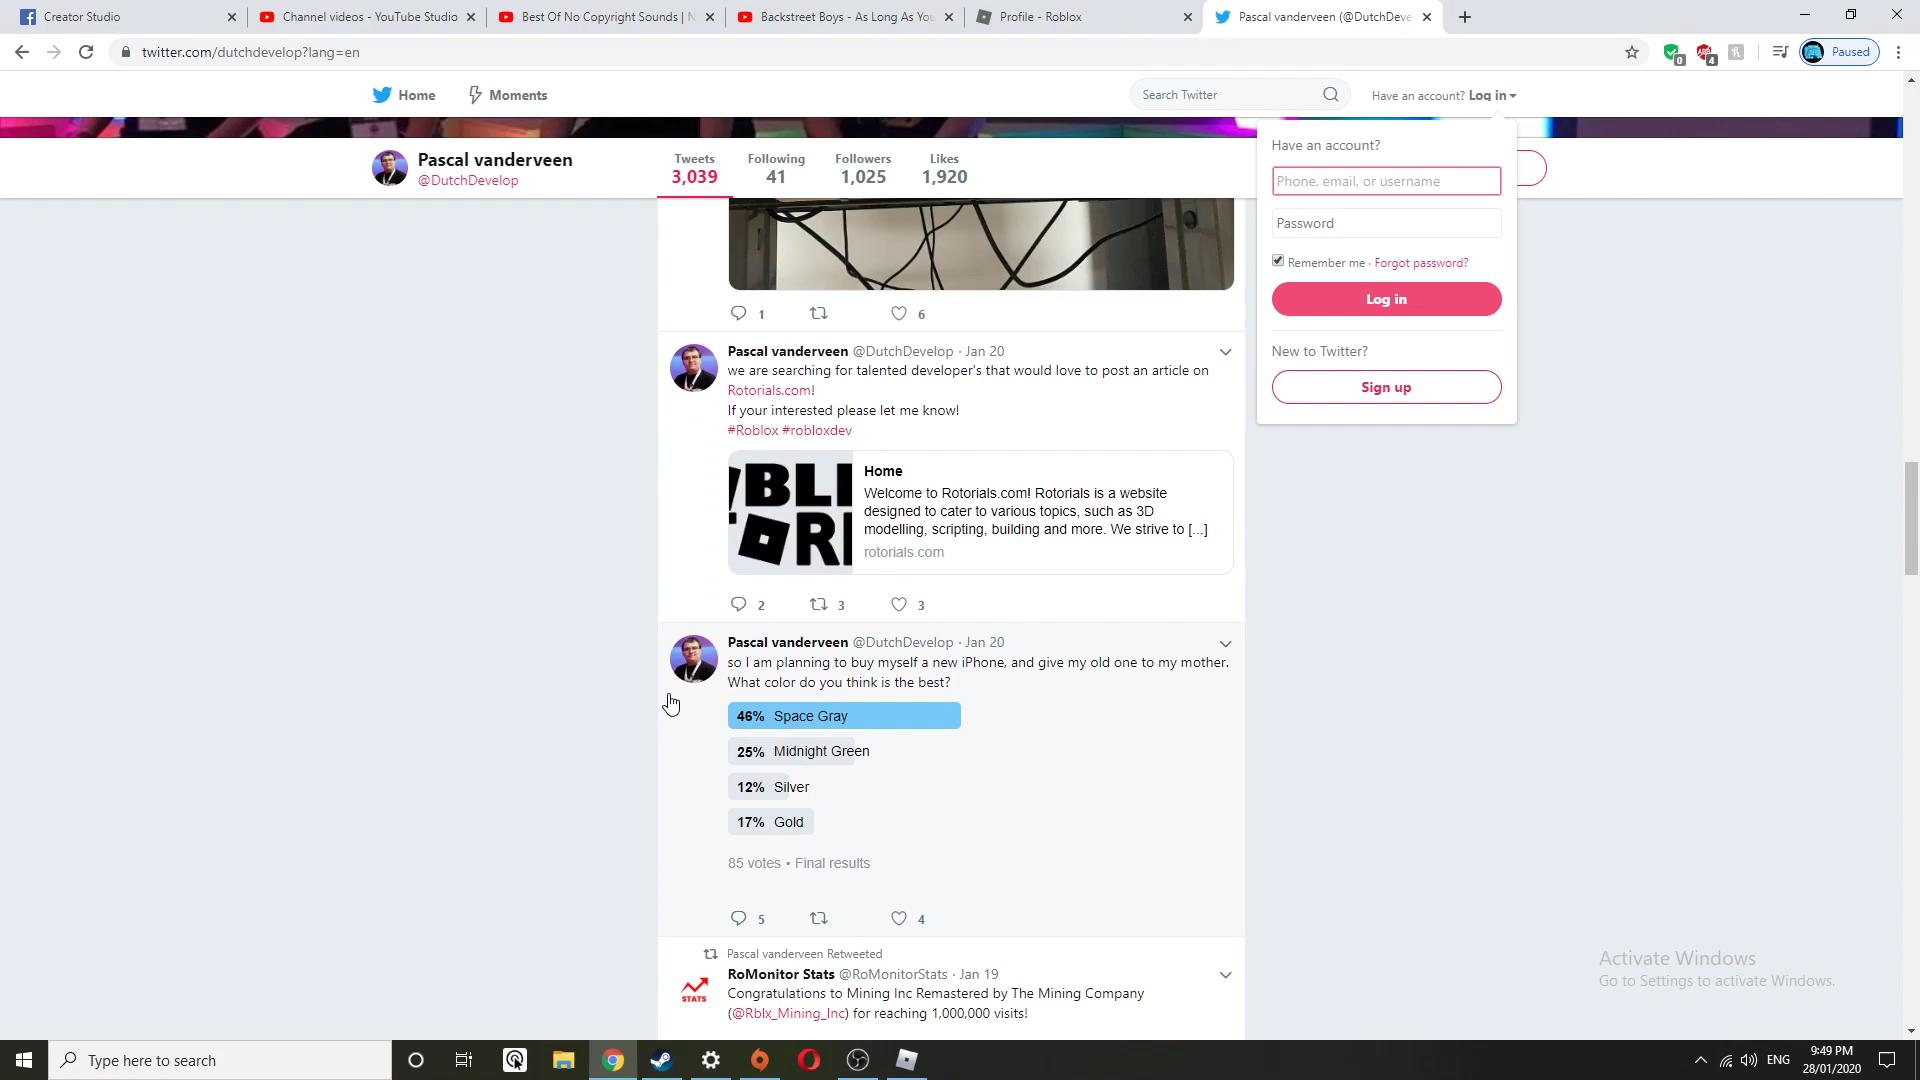 Creator Studio
Channel videos - YouTube Studio
Best Of No Copyright Sounds | N
Backstreet Boys - As Long As You
Profile - Roblox
Pascal vanderveen (@DutchDeve
twitter.com/dutchdevelop?lang=en
0
4
Paused
Home
Moments
Search Twitter
Have an account? Log in
Pascal vanderveen
@DutchDevelop
Tweets
3,039
Following
41
Followers
1,025
Likes
1,920
Have an account?
Phone, email, or username
Password
Remember me · Forgot password?
Log in
New to Twitter?
Sign up
1
6
Pascal vanderveen @DutchDevelop · Jan 20
we are searching for talented developer's that would love to post an article on
Rotorials.com!
If your interested please let me know!
#Roblox #robloxdev
Home
Welcome to Rotorials.com! Rotorials is a website
designed to cater to various topics, such as 3D
modelling, scripting, building and more. We strive to [...]
rotorials.com
2
3
3
Pascal vanderveen @DutchDevelop · Jan 20
so I am planning to buy myself a new iPhone, and give my old one to my mother.
What color do you think is the best?
46% Space Gray
25% Midnight Green
12% Silver
17% Gold
85 votes • Final results
5
4
Pascal vanderveen Retweeted
RoMonitor Stats @RoMonitorStats · Jan 19
STATS
Congratulations to Mining Inc Remastered by The Mining Company
(@Rblx_Mining_Inc) for reaching 1,000,000 visits!
Activate Windows
Go to Settings to activate Windows.
Type here to search
ENG
9:49 PM
28/01/2020